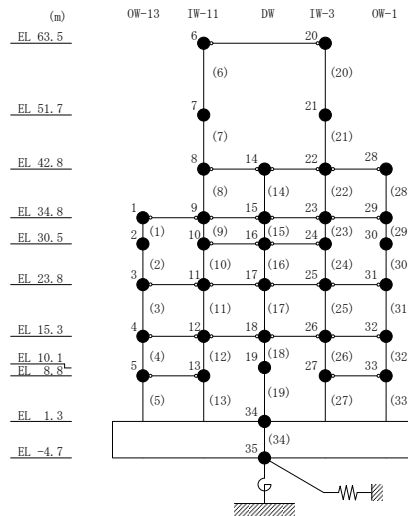 (m) OW-13 IW-11 DW IW-3 OW-1
EL 63.5 6 20
(6) (20)
EL 51.7 7 21
(7) (21)
EL 42.8 8 14 22 28
(8) (14) (22) (28)
EL 34.8 1 9 15 23 29
(1) (9) (15) (23) (29)
EL 30.5 2 10 16 24 30
(2) (10) (16) (24) (30)
EL 23.8 3 11 17 25 31
(3) (11) (17) (25) (31)
EL 15.3 4 12 18 26 32
(4) (12) (18) (26) (32)
EL 10.1 19
EL 8.8 5 13 27 33
(5) (13) (19) (27) (33)
EL 1.3 34
(34)
EL -4.7 35